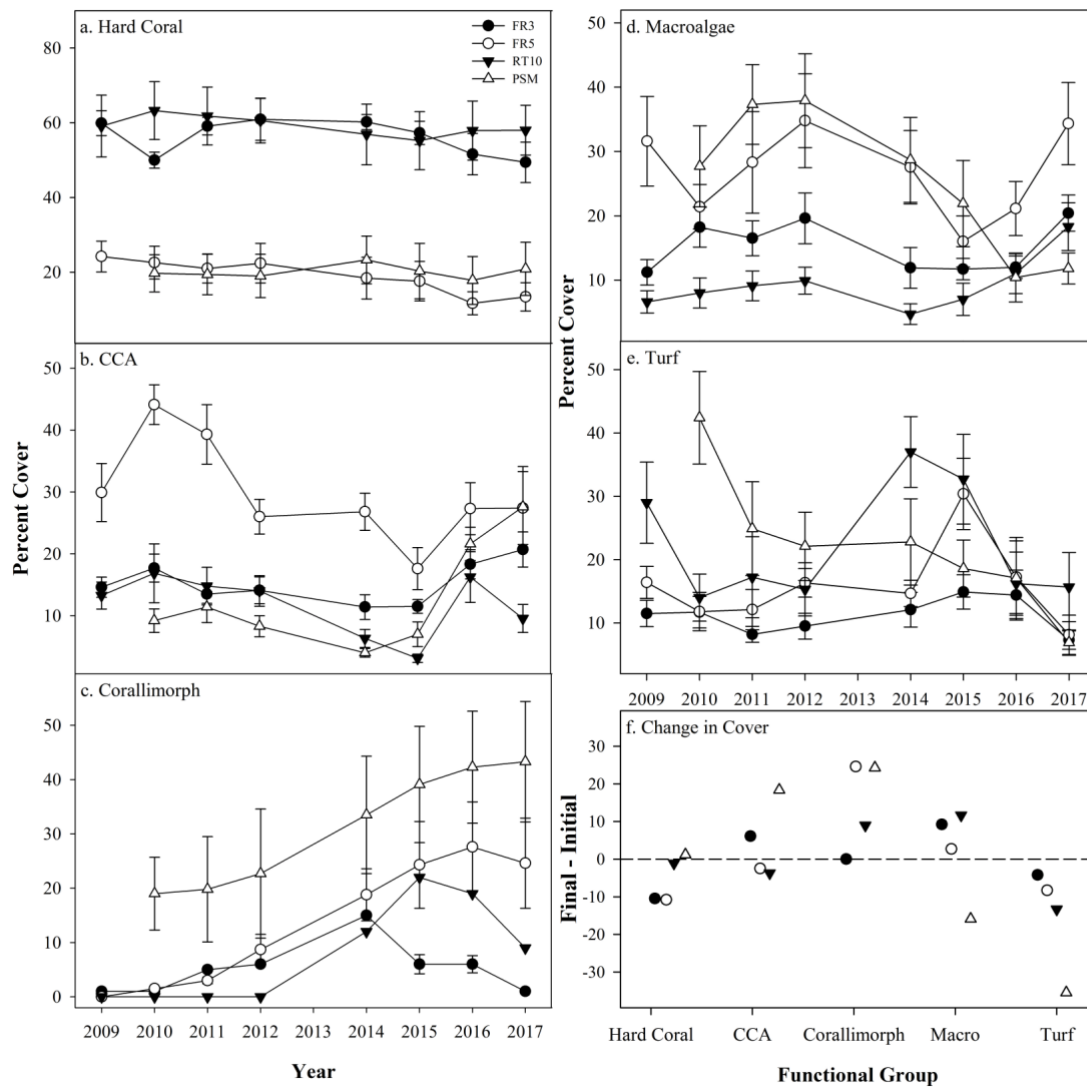 a. Hard Coral
FR3
FR5
RT10
PSM
80
60
40
20
b. CCA
50
40
30
20
10
c. Corallimorph
50
40
30
20
10
0
2009 2010 2011 2012 2013 2014 2015 2016 2017
Percent Cover
Year
d. Macroalgae
50
40
30
20
10
e. Turf
50
40
30
20
10
2009 2010 2011 2012 2013 2014 2015 2016 2017
Percent Cover
f. Change in Cover
30
20
10
0
-10
-20
-30
Final - Initial
Hard Coral CCA Corallimorph Macro Turf
Functional Group